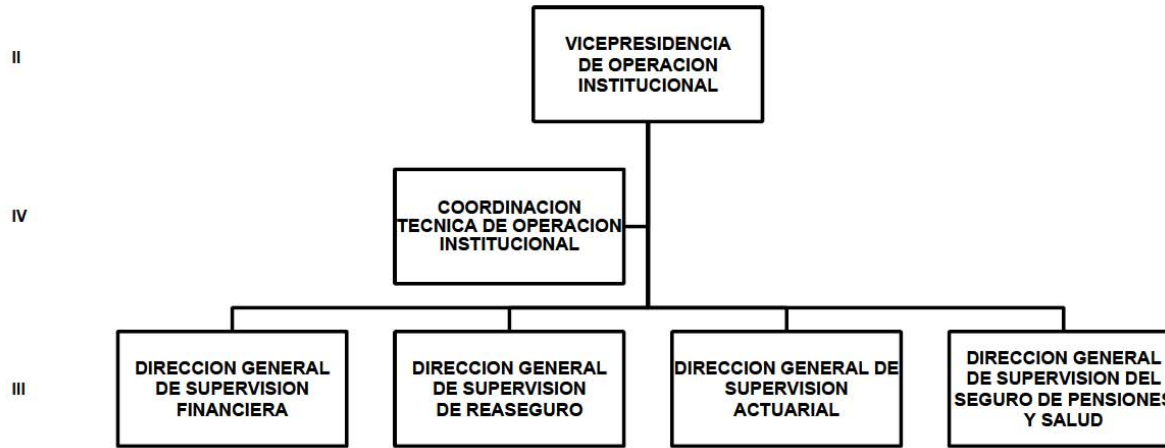 II
VICEPRESIDENCIA
DE OPERACION
INSTITUCIONAL
IV
COORDINACION
TECNICA DE OPERACION
INSTITUCIONAL
III
DIRECCION GENERAL
DE SUPERVISION
FINANCIERA
DIRECCION GENERAL
DE SUPERVISION
DE REASEGURO
DIRECCION GENERAL DE
SUPERVISION
ACTUARIAL
DIRECCION GENERAL
DE SUPERVISION DEL
SEGURO DE PENSIONES
Y SALUD